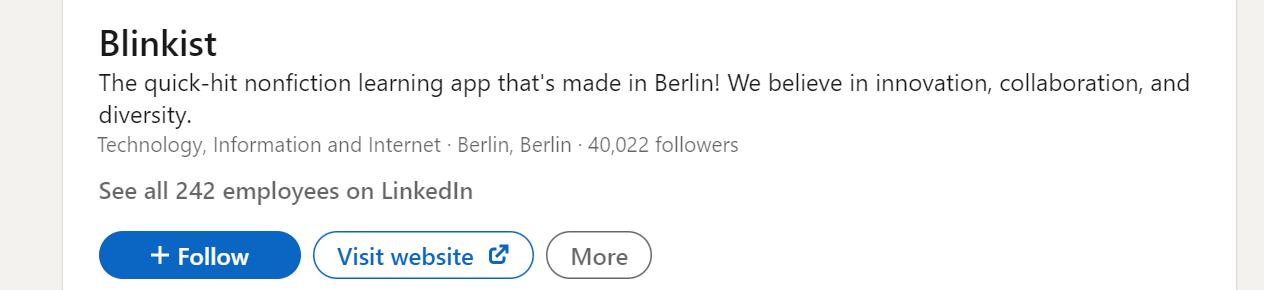 Blinkist
The quick-hit nonfiction learning app that's made in Berlin! We believe in innovation, collaboration, and
diversity.
Technology, Information and Internet · Berlin, Berlin · 40,022 followers
See all 242 employees on LinkedIn
+ Follow Visit website More